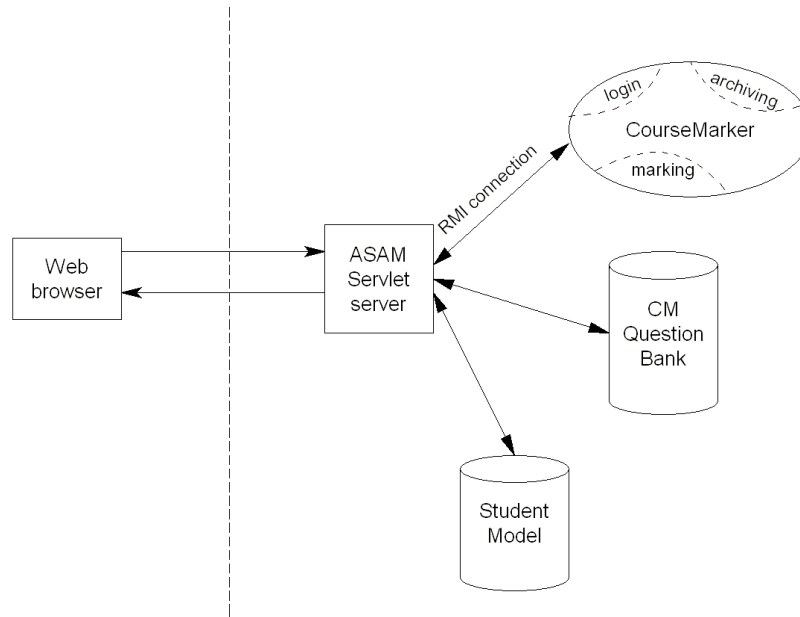 login
archiving
CourseMarker
marking
RMI connection
Web
browser
ASAM
Servlet
server
CM
Question
Bank
Student
Model